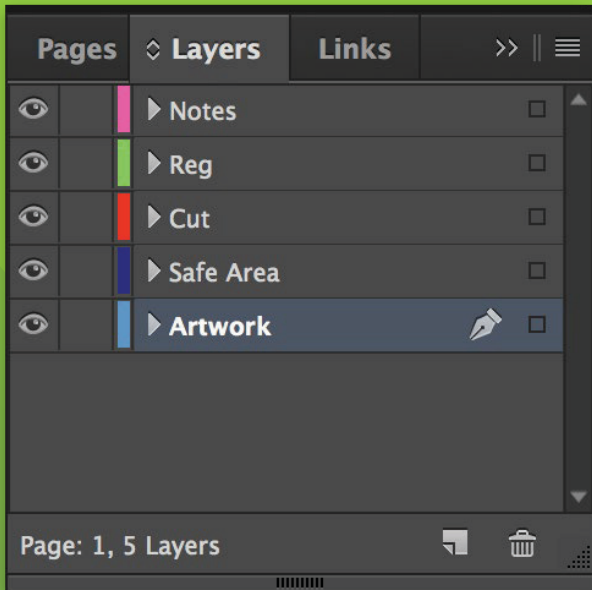 Pages Layers Links
Notes
Reg
Cut
Safe Area
Artwork
Page: 1, 5 Layers